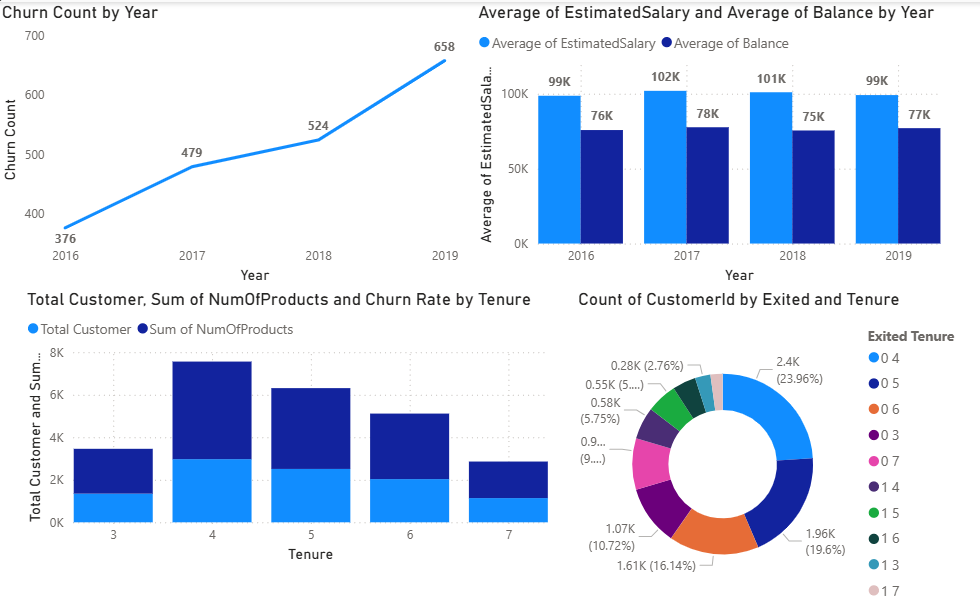 Churn Count by Year
700
600
500
400
Churn Count
376
479
524
658
2016 2017 2018 2019
Year
Average of EstimatedSalary and Average of Balance by Year
Average of EstimatedSalary Average of Balance
Average of EstimatedSala...
100K
50K
0K
99K 76K 102K 78K 101K 75K 99K 77K
2016 2017 2018 2019
Year
Total Customer, Sum of NumOfProducts and Churn Rate by Tenure
Total Customer Sum of NumOfProducts
Total Customer and Sum...
8K
6K
4K
2K
0K
3 4 5 6 7
Tenure
Count of CustomerId by Exited and Tenure
2.4K
(23.96%)
1.96K
(19.6%)
1.61K (16.14%)
1.07K
(10.72%)
0.9...
(9....)
0.58K
(5.75%)
0.55K (5....)
0.28K (2.76%)
Exited Tenure
0 4
0 5
0 6
0 3
0 7
1 4
1 5
1 6
1 3
1 7